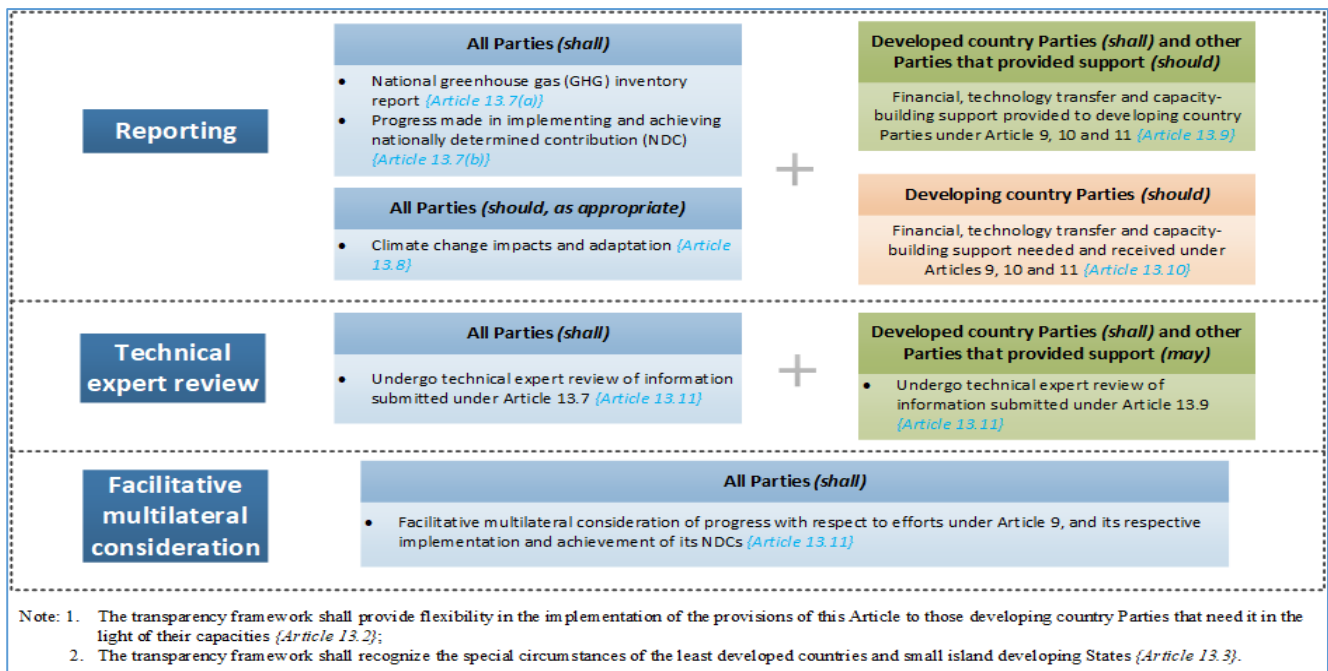 Reporting
All Parties (shall)
• National greenhouse gas (GHG) inventory
report {Article 13.7(a)}
• Progress made in implementing and achieving
nationally determined contribution (NDC)
{Article 13.7(b)}
All Parties (should, as appropriate)
• Climate change impacts and adaptation {Article
13.8}
+
Developed country Parties (shall) and other
Parties that provided support (should)
Financial, technology transfer and capacity-
building support provided to developing country
Parties under Article 9, 10 and 11 {Article 13.9}
Developing country Parties (should)
Financial, technology transfer and capacity-
building support needed and received under
Articles 9, 10 and 11 {Article 13.10}
Technical
expert review
All Parties (shall)
• Undergo technical expert review of information
submitted under Article 13.7 {Article 13.11}
+
Developed country Parties (shall) and other
Parties that provided support (may)
• Undergo technical expert review of
information submitted under Article 13.9
{Article 13.11}
Facilitative
multilateral
consideration
All Parties (shall)
• Facilitative multilateral consideration of progress with respect to efforts under Article 9, and its respective
implementation and achievement of its NDCs {Article 13.11}
Note: 1. The transparency framework shall provide flexibility in the implementation of the provisions of this Article to those developing country Parties that need it in the
light of their capacities {Article 13.2};
2. The transparency framework shall recognize the special circumstances of the least developed countries and small island developing States {Article 13.3}.